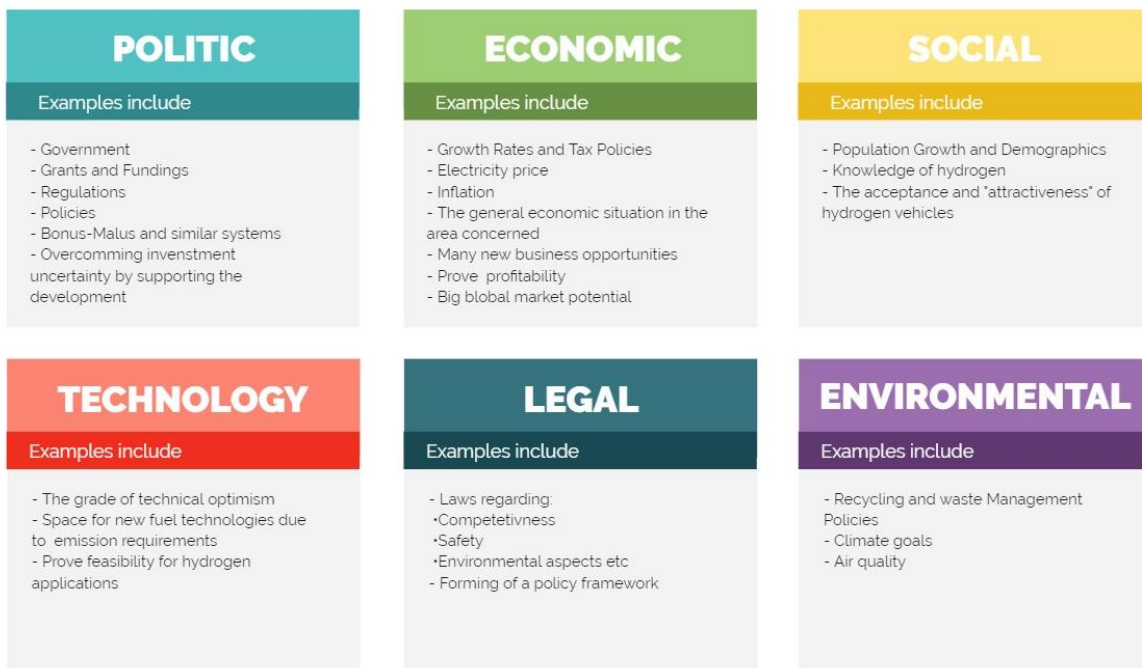 POLITIC
Examples include
- Government
- Grants and Fundings
- Regulations
- Policies
- Bonus-Malus and similar systems
- Overcomming invenstment
uncertainty by supporting the
development
ECONOMIC
Examples include
- Growth Rates and Tax Policies
- Electricity price
- Inflation
- The general economic situation in the
area concerned
- Many new business opportunities
- Prove profitability
- Big blobal market potential
SOCIAL
Examples include
- Population Growth and Demographics
- Knowledge of hydrogen
- The acceptance and "attractiveness" of
hydrogen vehicles
TECHNOLOGY
Examples include
- The grade of technical optimism
- Space for new fuel technologies due
to emission requirements
- Prove feasibility for hydrogen
applications
LEGAL
Examples include
- Laws regarding:
•Competetivness
•Safety
•Environmental aspects etc
- Forming of a policy framework
ENVIRONMENTAL
Examples include
- Recycling and waste Management
Policies
- Climate goals
- Air quality